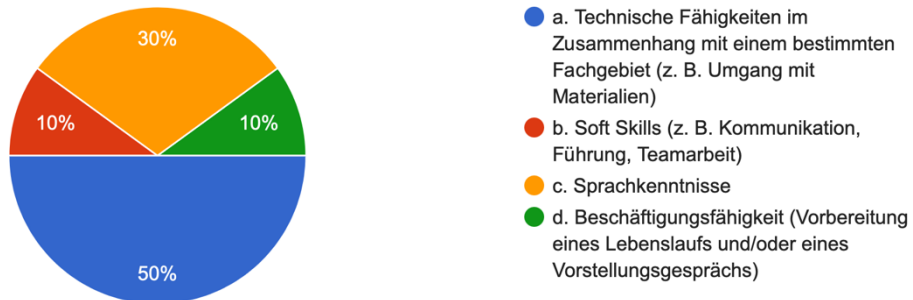 30%
10%
10%
50%
a. Technische Fähigkeiten im
Zusammenhang mit einem bestimmten
Fachgebiet (z. B. Umgang mit
Materialien)
b. Soft Skills (z. B. Kommunikation,
Führung, Teamarbeit)
c. Sprachkenntnisse
d. Beschäftigungsfähigkeit (Vorbereitung
eines Lebenslaufs und/oder eines
Vorstellungsgesprächs)